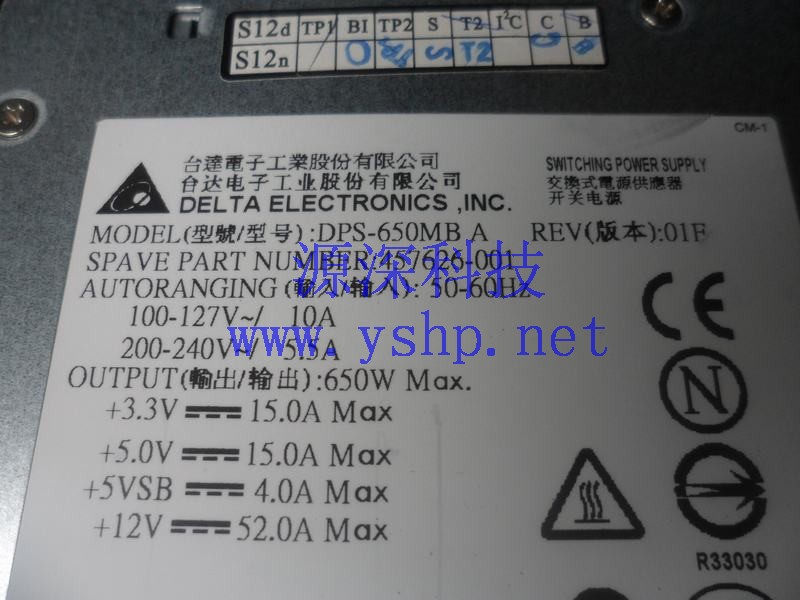 S12d TP1 BI TP2 S T2 I²C C B
S12n O S T2
CM-1
台達電子工業股份有限公司
台达电子工业股份有限公司
DELTA ELECTRONICS ,INC.
SWITCHING POWER SUPPLY
交換式電源供應器
开关电源
MODEL(型號/型号):DPS-650MB A REV(版本):01F
SPAVE PART NUMBER:457626-001
AUTORANGING (輸入/输入): 50-60Hz
100-127V~/ 10A
200-240V~/ 5.5A
OUTPUT(輸出/输出):650W Max.
+3.3V 15.0A Max
+5.0V 15.0A Max
+5VSB 4.0A Max
+12V 52.0A Max
源深科技
www.yshp.net
CE
N
R33030